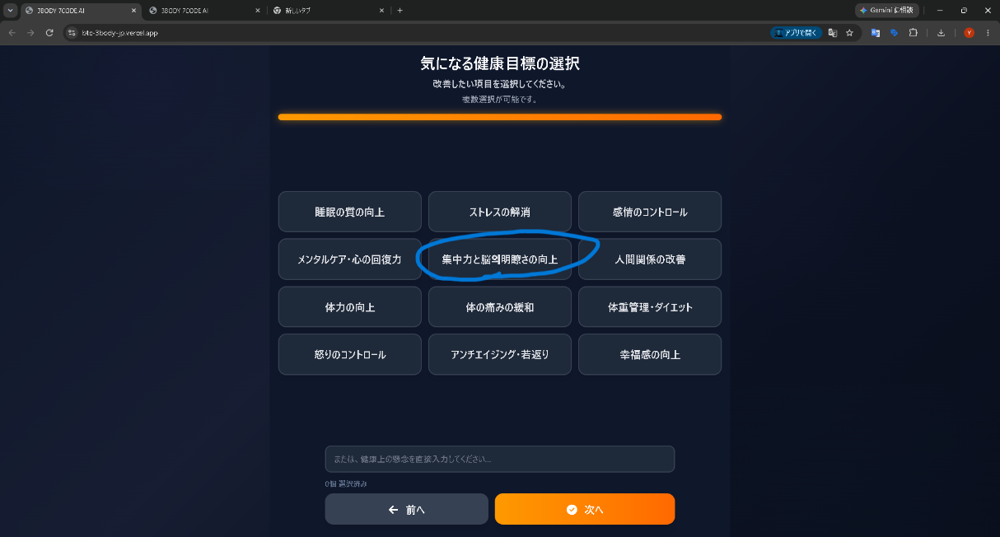 3BODY 7CODE AI
3BODY 7CODE AI
新しいタブ
Gemini に相談
btc-3body-jp.vercel.app
アプリで開く
Y
気になる健康目標の選択
改善したい項目を選択してください。
複数選択が可能です。
睡眠の質の向上
ストレスの解消
感情のコントロール
メンタルケア・心の回復力
集中力と脳의明瞭さの向上
人間関係の改善
体力の向上
体の痛みの緩和
体重管理・ダイエット
怒りのコントロール
アンチエイジング・若返り
幸福感の向上
または、健康上の懸念を直接入力してください...
0個 選択済み
前へ
次へ